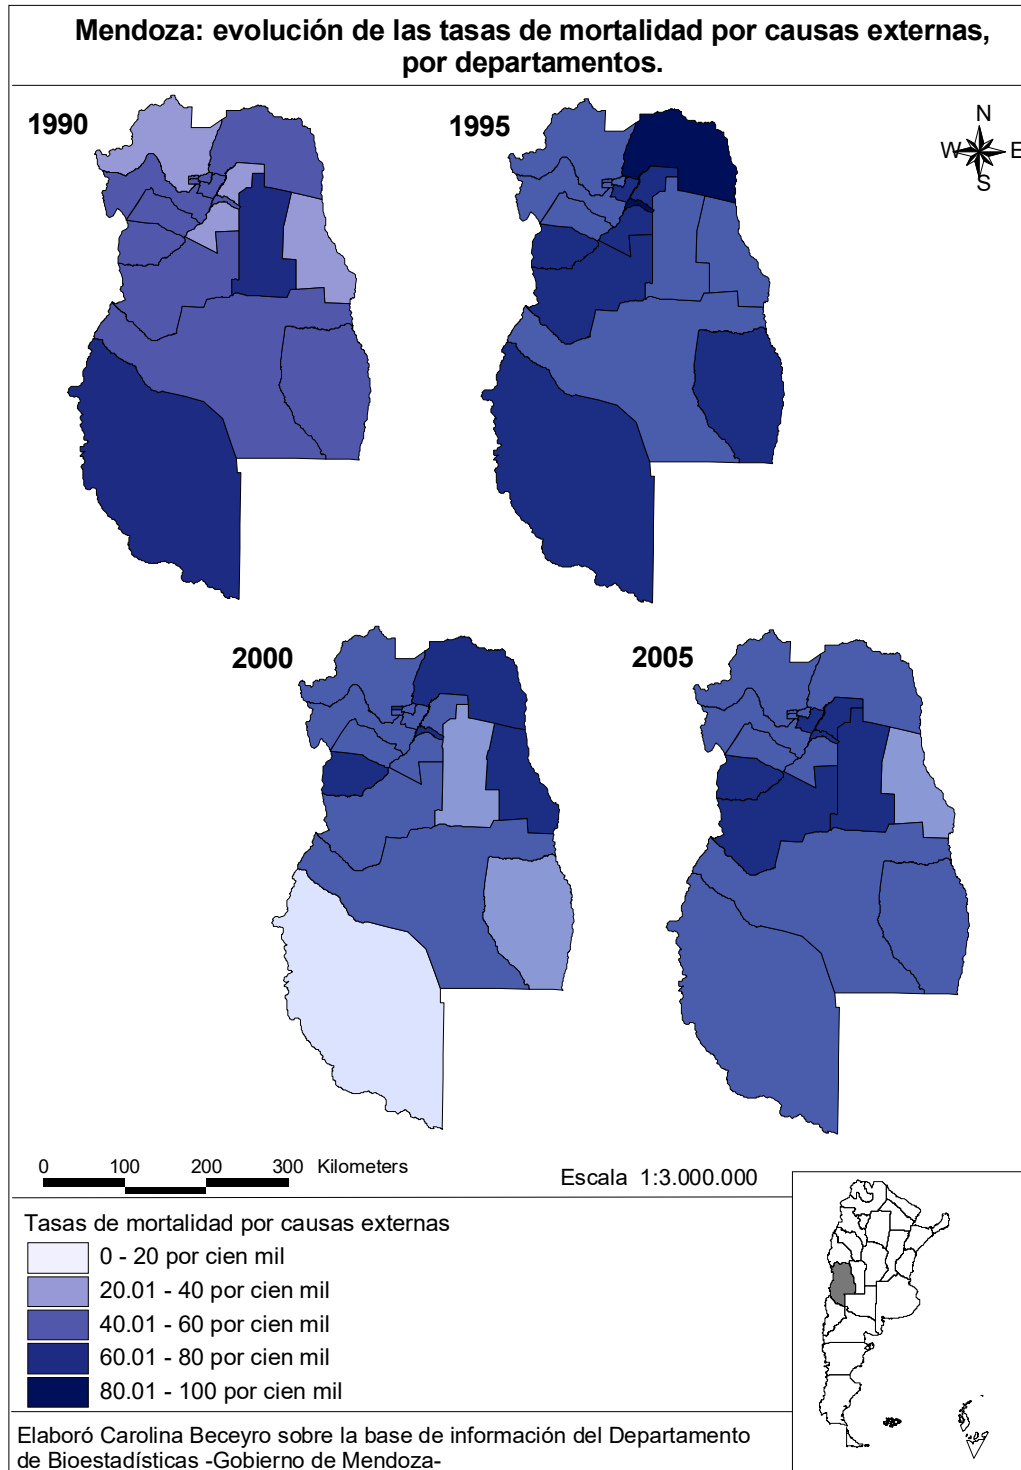 Mendoza: evolución de las tasas de mortalidad por causas externas,
por departamentos.
1990
1995
N
W E
S
2000
2005
0 100 200 300 Kilometers
Escala 1:3.000.000
Tasas de mortalidad por causas externas
0 - 20 por cien mil
20.01 - 40 por cien mil
40.01 - 60 por cien mil
60.01 - 80 por cien mil
80.01 - 100 por cien mil
Elaboró Carolina Beceyro sobre la base de información del Departamento
de Bioestadísticas -Gobierno de Mendoza-